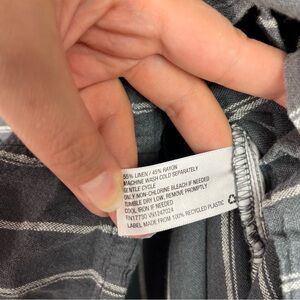 55% LINEN / 45% RAYON
MACHINE WASH COLD SEPARATELY
GENTLE CYCLE
ONLY NON-CHLORINE BLEACH IF NEEDED
TUMBLE DRY LOW, REMOVE PROMPTLY
COOL IRON IF NEEDED
LABEL MADE FROM 100% RECYCLED PLASTIC